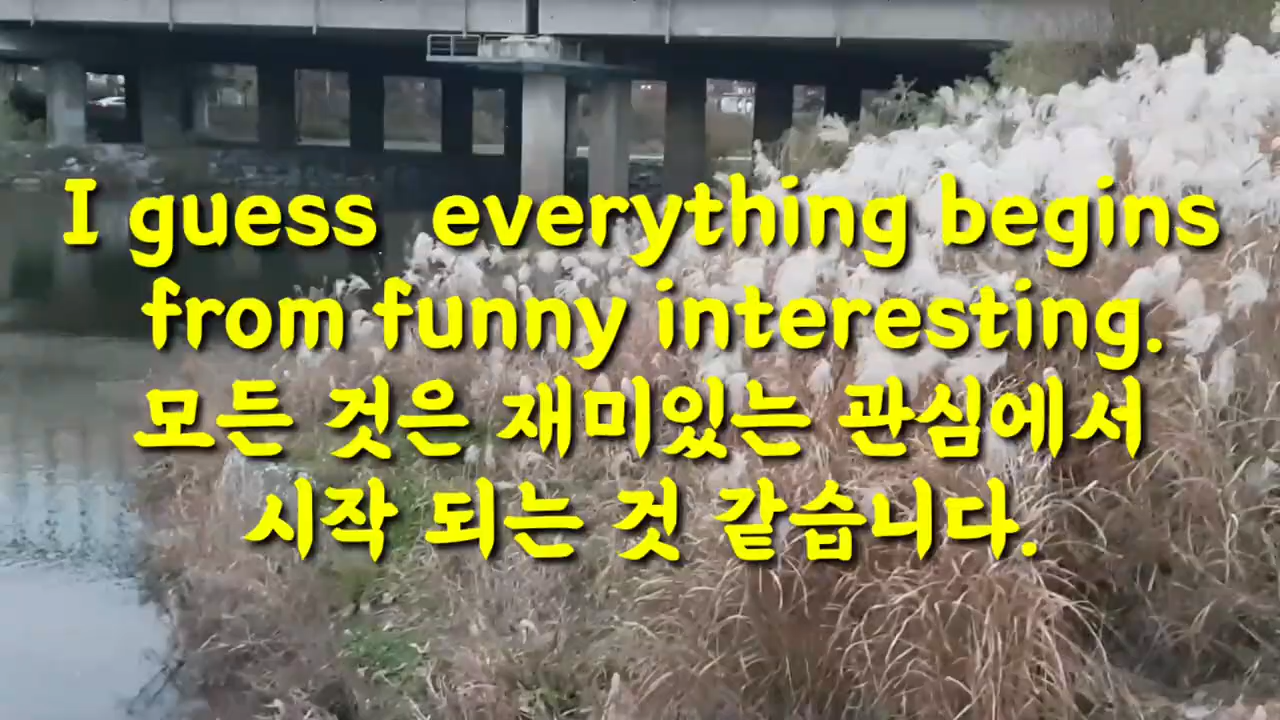 I guess  everything begins
from funny interesting.
모든 것은 재미있는 관심에서
시작 되는 것 같습니다.